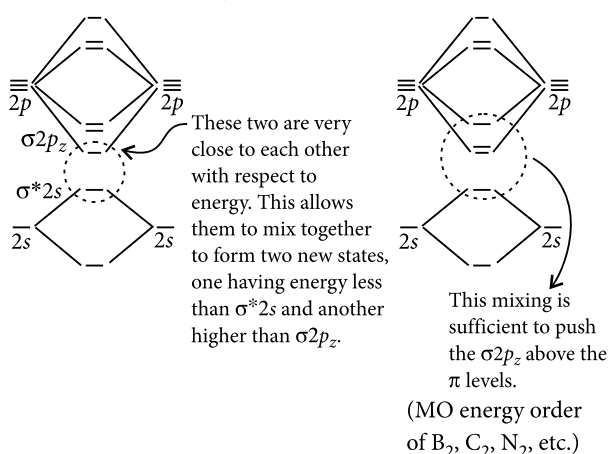 2p
2p
σ2p_z
σ*2s
2s
2s
These two are very
close to each other
with respect to
energy. This allows
them to mix together
to form two new states,
one having energy less
than σ*2s and another
higher than σ2p_z.
2p
2p
2s
2s
This mixing is
sufficient to push
the σ2p_z above the
π levels.
(MO energy order
of B₂, C₂, N₂, etc.)